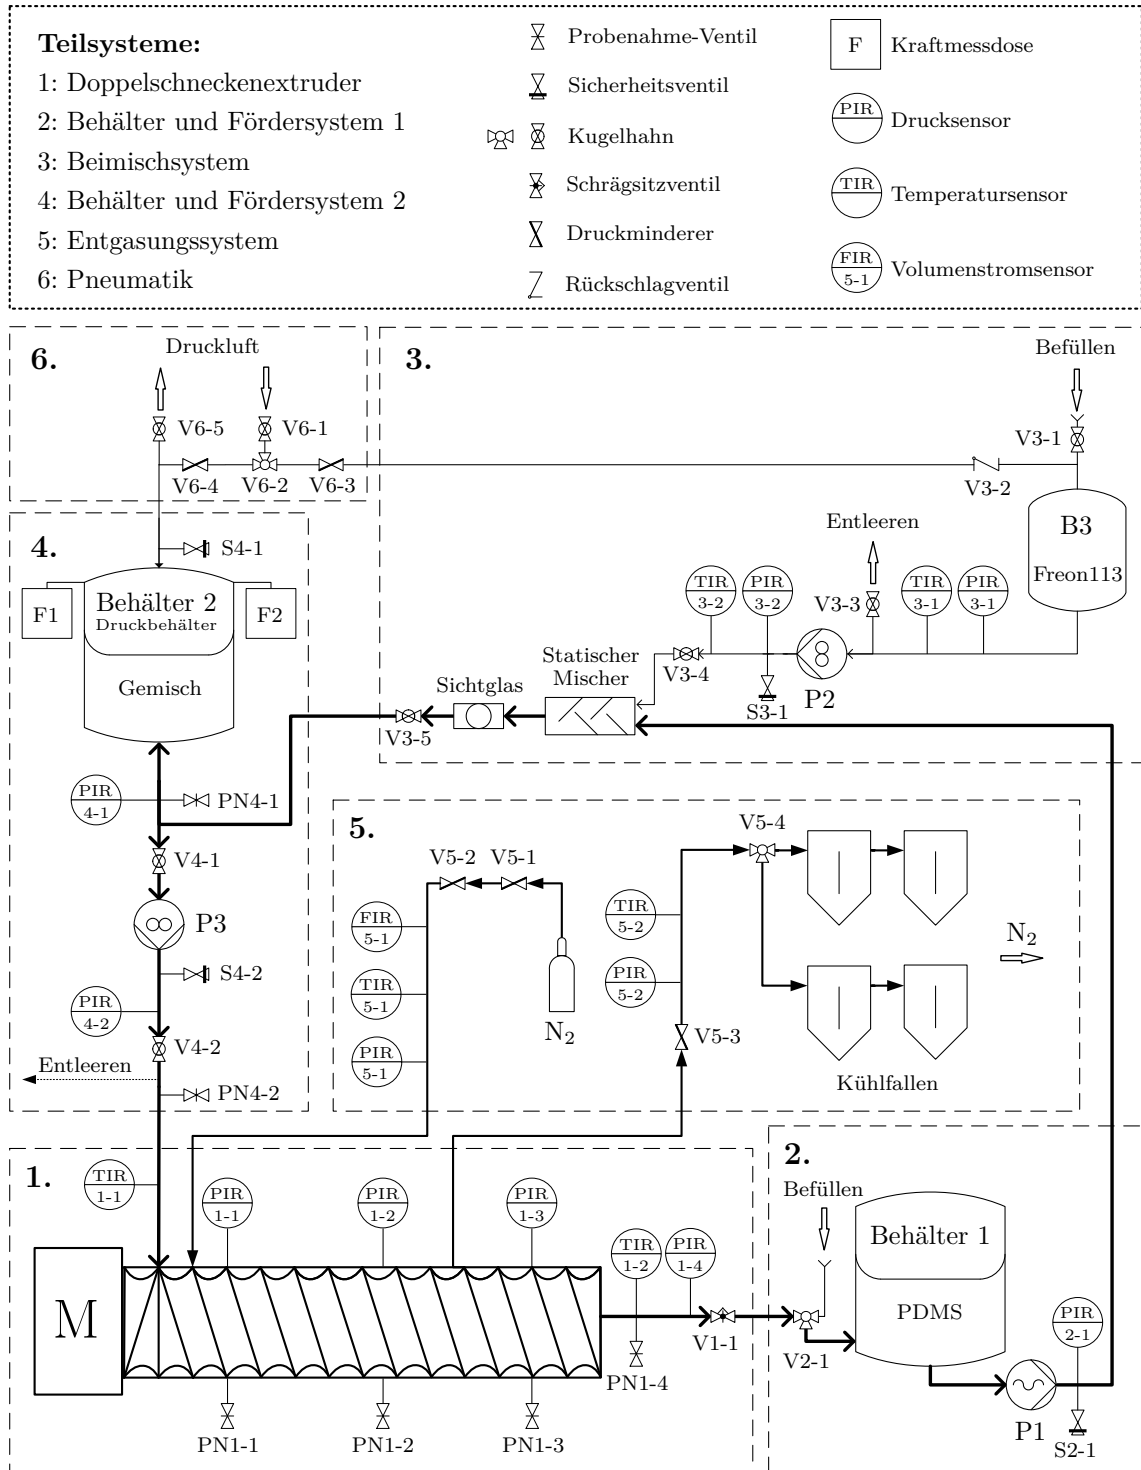 Teilsysteme:
1: Doppelschneckenextruder
2: Behälter und Fördersystem 1
3: Beimischsystem
4: Behälter und Fördersystem 2
5: Entgasungssystem
6: Pneumatik
Probenahme-Ventil
Sicherheitsventil
Kugelhahn
Schrägsitzventil
Druckminderer
Rückschlagventil
F Kraftmessdose
PIR Drucksensor
TIR Temperatursensor
FIR
5-1
Volumenstromsensor
6.
Druckluft
V6-5
V6-1
V6-4
V6-2
V6-3
3.
Befüllen
V3-1
V3-2
B3
Freon113
Entleeren
TIR
3-2
PIR
3-2
V3-3
TIR
3-1
PIR
3-1
V3-4
P2
S3-1
Statischer
Mischer
Sichtglas
V3-5
4.
S4-1
F1
F2
Behälter 2
Druckbehälter
Gemisch
PIR
4-1
PN4-1
V4-1
P3
S4-2
PIR
4-2
V4-2
Entleeren
PN4-2
5.
V5-2
V5-1
FIR
5-1
TIR
5-1
PIR
5-1
N2
V5-4
TIR
5-2
PIR
5-2
V5-3
N2
Kühlfallen
1.
TIR
1-1
PIR
1-1
PIR
1-2
PIR
1-3
TIR
1-2
PIR
1-4
M
V1-1
PN1-4
PN1-1
PN1-2
PN1-3
2.
Befüllen
Behälter 1
PDMS
V2-1
PIR
2-1
P1
S2-1